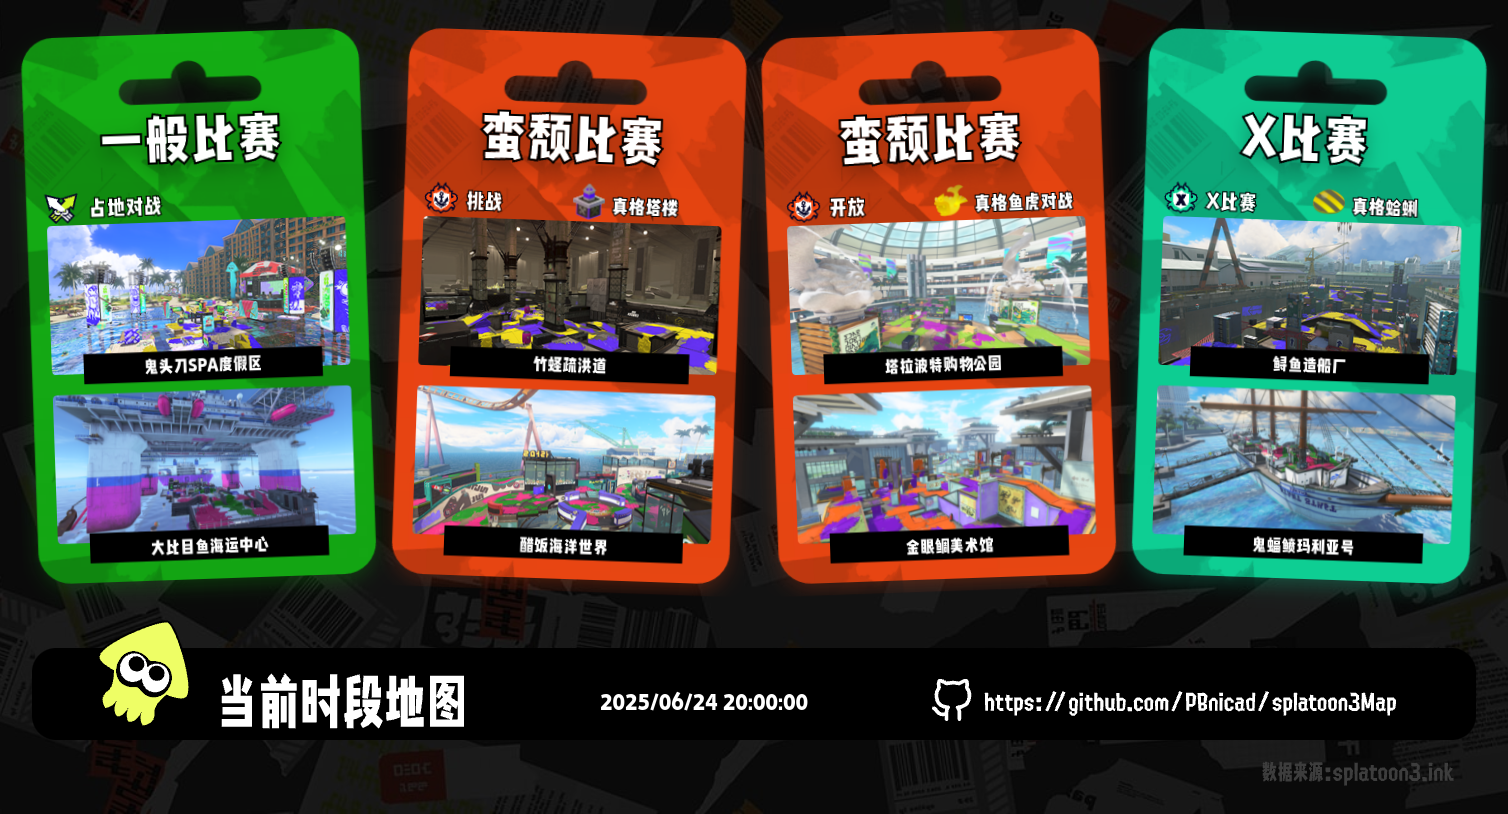 一般比赛
占地对战
鬼头刀SPA度假区
大比目鱼海运中心
蛮颓比赛
挑战
真格塔楼
竹蛏疏洪道
醋饭海洋世界
蛮颓比赛
开放
真格鱼虎对战
塔拉波特购物公园
金眼鲷美术馆
X比赛
X比赛
真格蛤蜊
鲟鱼造船厂
鬼蝠鲼玛利亚号
当前时段地图
2025/06/24 20:00:00
https://github.com/PBnicad/splatoon3Map
数据来源:splatoon3.ink